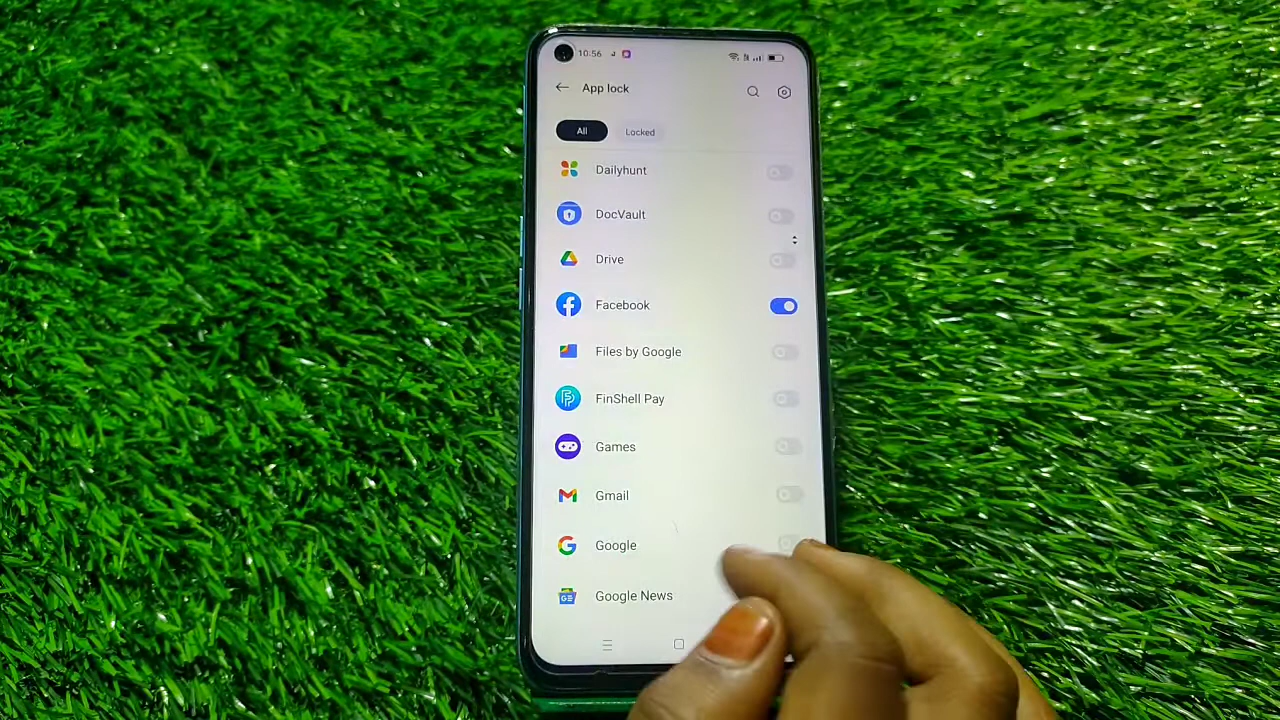 10:56
App lock
All
Locked
Dailyhunt
DocVault
Drive
Facebook
Files by Google
FinShell Pay
Games
Gmail
Google
Google News